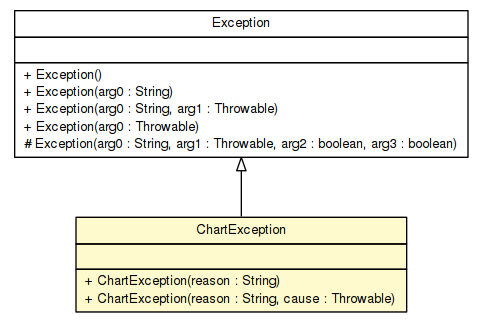 Exception
+ Exception()
+ Exception(arg0 : String)
+ Exception(arg0 : String, arg1 : Throwable)
+ Exception(arg0 : Throwable)
# Exception(arg0 : String, arg1 : Throwable, arg2 : boolean, arg3 : boolean)
ChartException
+ ChartException(reason : String)
+ ChartException(reason : String, cause : Throwable)